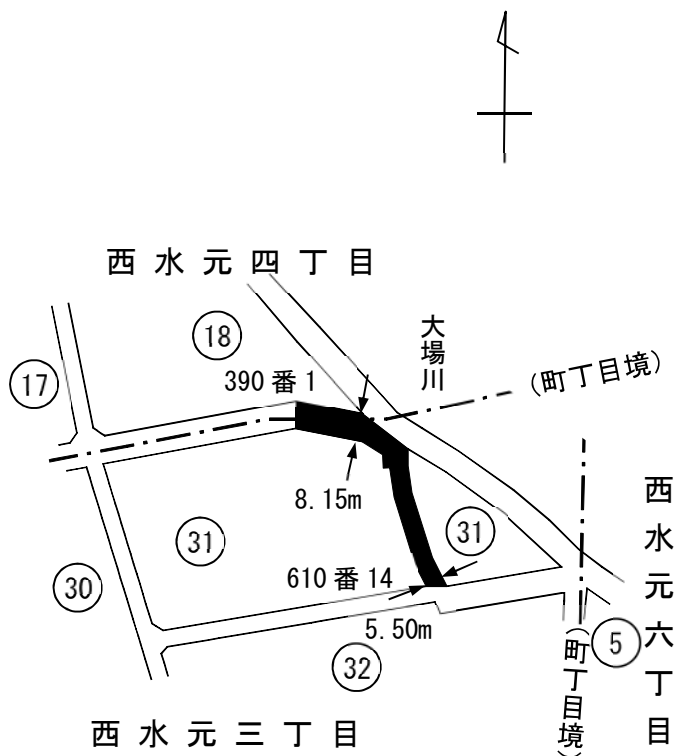 西水元四丁目
18
大場川
17
390番1
(町丁目境)
8.15m
31
31
西水元六丁目
30
610番14
5.50m
32
5
(町丁目境)
西水元三丁目